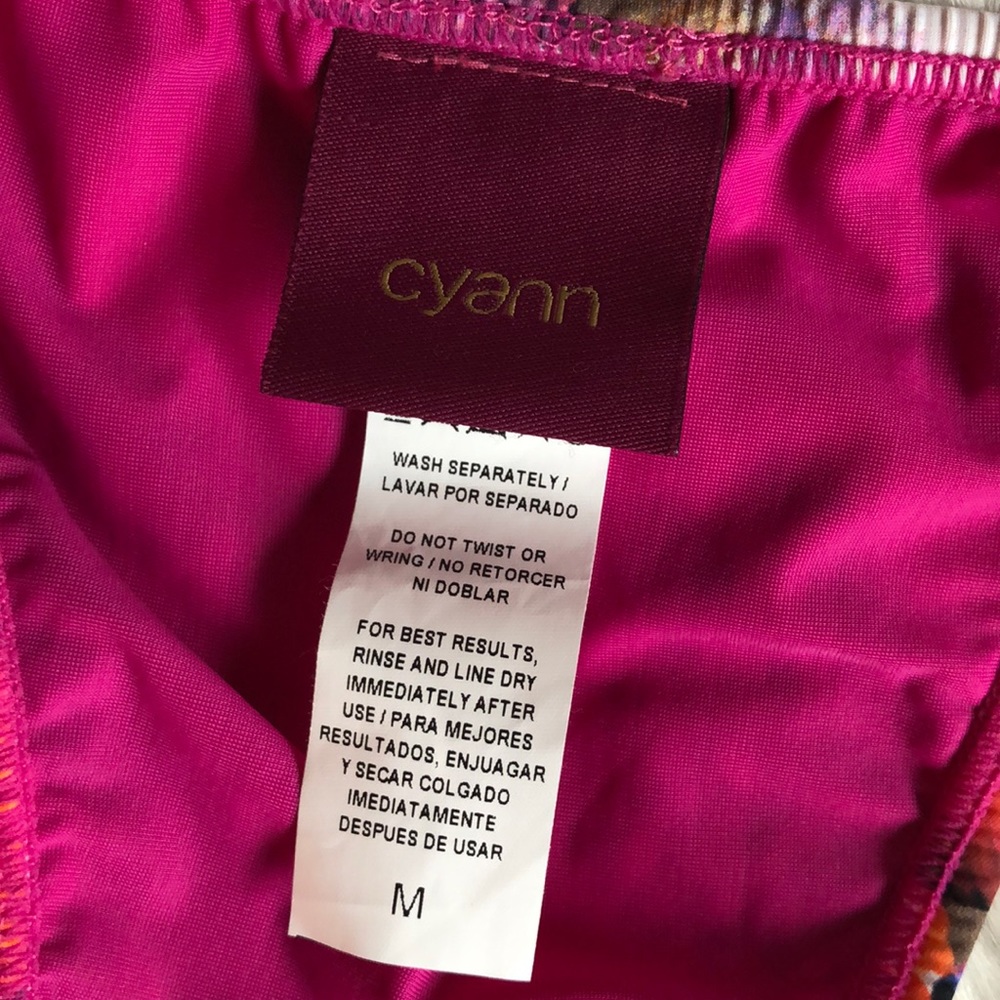 cyann
WASH SEPARATELY /
LAVAR POR SEPARADO
DO NOT TWIST OR
WRING / NO RETORCER
NI DOBLAR
FOR BEST RESULTS,
RINSE AND LINE DRY
IMMEDIATELY AFTER
USE / PARA MEJORES
RESULTADOS, ENJUAGAR
Y SECAR COLGADO
IMEDIATAMENTE
DESPUES DE USAR
M